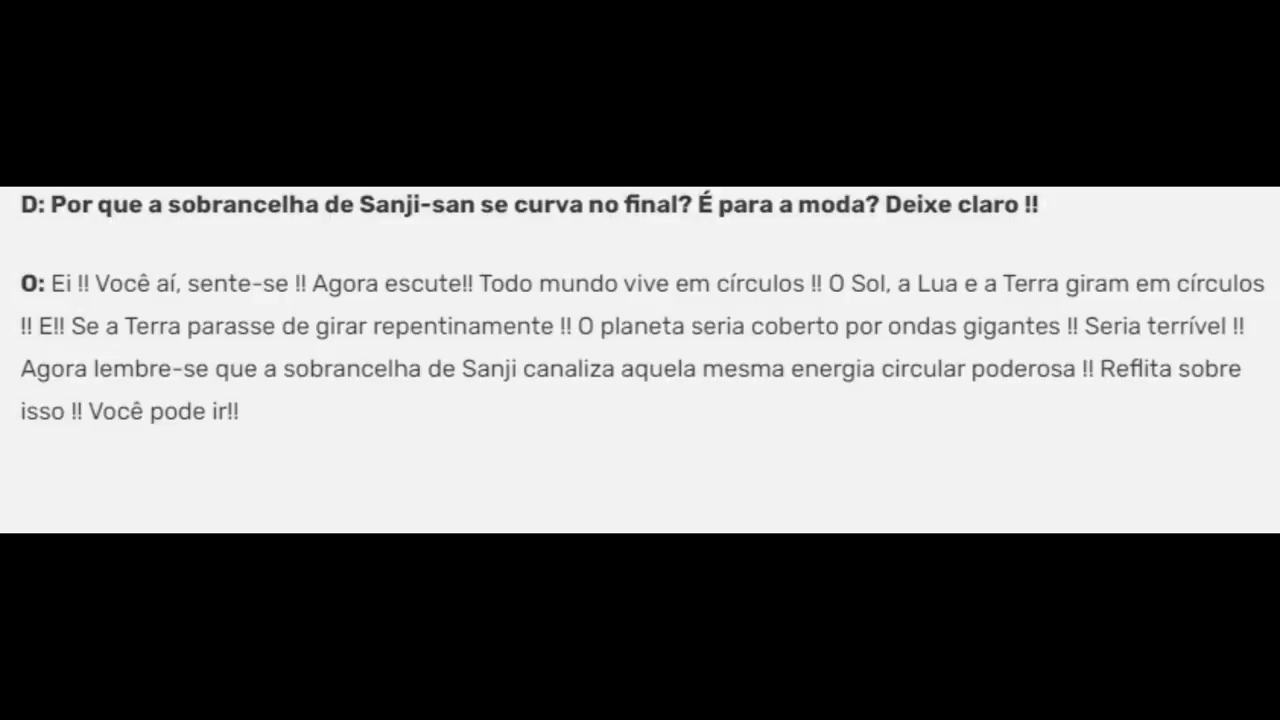 D: Por que a sobrancelha de Sanji-san se curva no final? É para a moda? Deixe claro !!
O: Ei !! Você aí, sente-se !! Agora escute!! Todo mundo vive em círculos !! O Sol, a Lua e a Terra giram em círculos
!! E!! Se a Terra parasse de girar repentinamente !! O planeta seria coberto por ondas gigantes !! Seria terrível !!
Agora lembre-se que a sobrancelha de Sanji canaliza aquela mesma energia circular poderosa !! Reflita sobre
isso !! Você pode ir!!